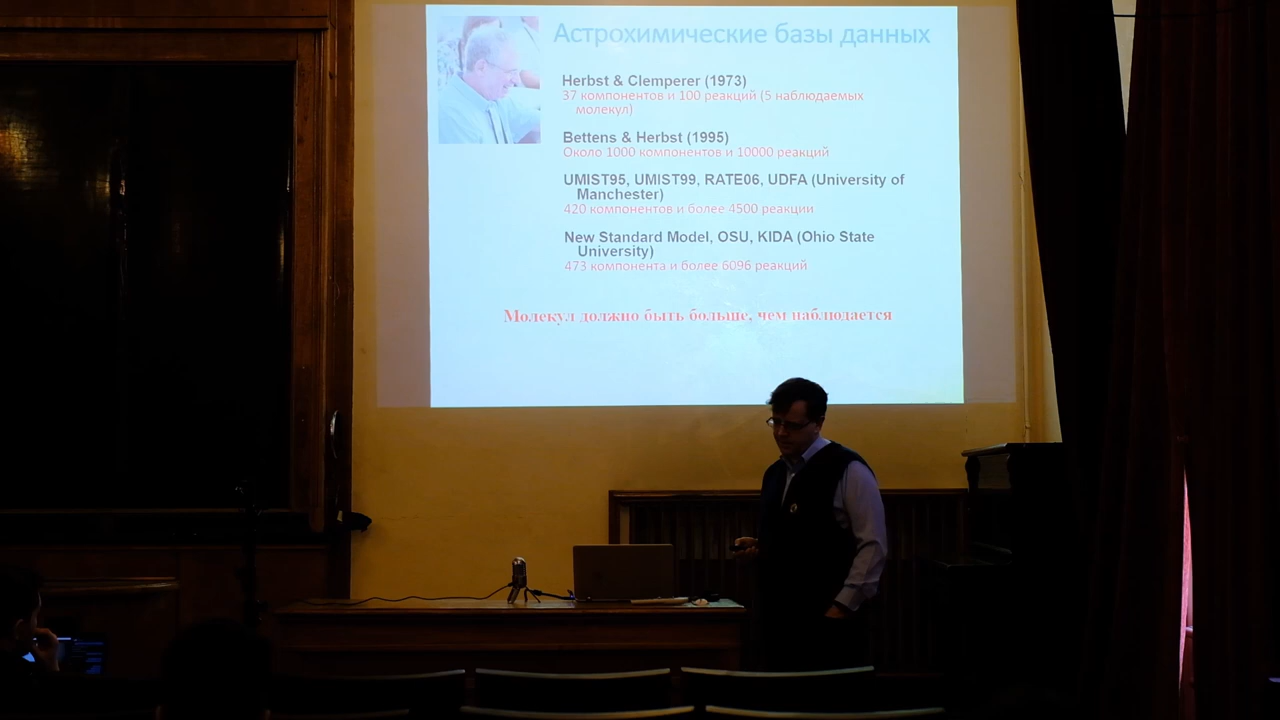 Астрохимические базы данных
Herbst & Clemperer (1973)
37 компонентов и 100 реакций (5 наблюдаемых
молекул)
Bettens & Herbst (1995)
Около 1000 компонентов и 10000 реакций
UMIST95, UMIST99, RATE06, UDFA (University of
Manchester)
420 компонентов и более 4500 реакции
New Standard Model, OSU, KIDA (Ohio State
University)
473 компонента и более 6096 реакций
Молекул должно быть больше, чем наблюдается